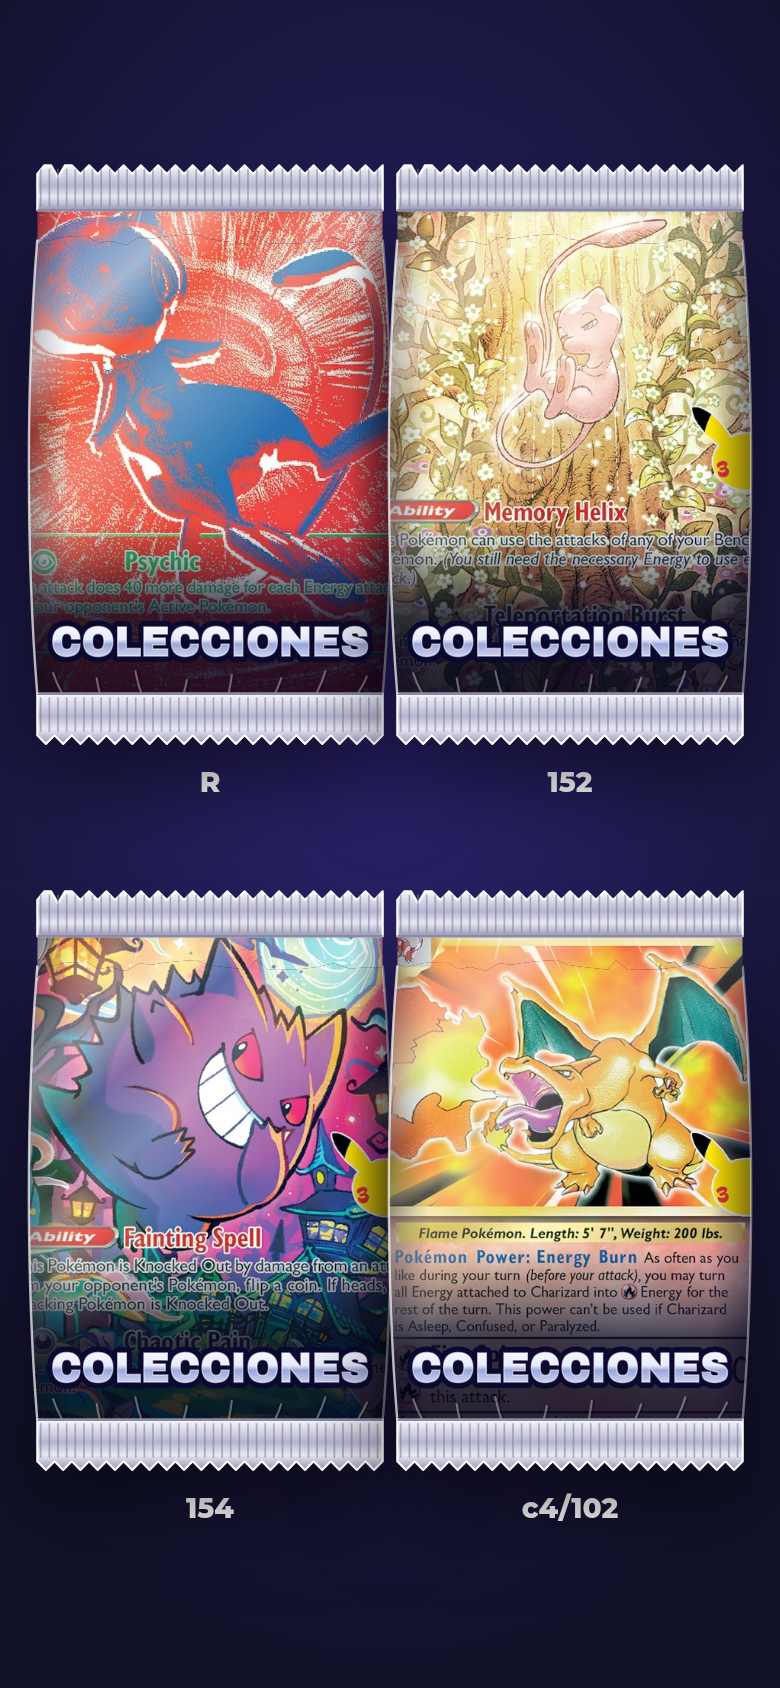 Psychic
attack does 40 more damage for each Energy atta
our opponent's Active Pokémon.
COLECCIONES
R
3
Ability Memory Helix
s Pokémon can use the attacks of any of your Benc
émon. (You still need the necessary Energy to use e
ck.)
Teleportation Burst
COLECCIONES
152
3
Ability Fainting Spell
is Pokémon is Knocked Out by damage from an at
n your opponent's Pokémon, flip a coin. If heads,
acking Pokémon is Knocked Out.
Chaotic Pain
COLECCIONES
154
3
Flame Pokémon. Length: 5' 7", Weight: 200 lbs.
Pokémon Power: Energy Burn As often as you
like during your turn (before your attack), you may turn
all Energy attached to Charizard into Energy for the
rest of the turn. This power can't be used if Charizard
is Asleep, Confused, or Paralyzed.
COLECCIONES
this attack.
c4/102